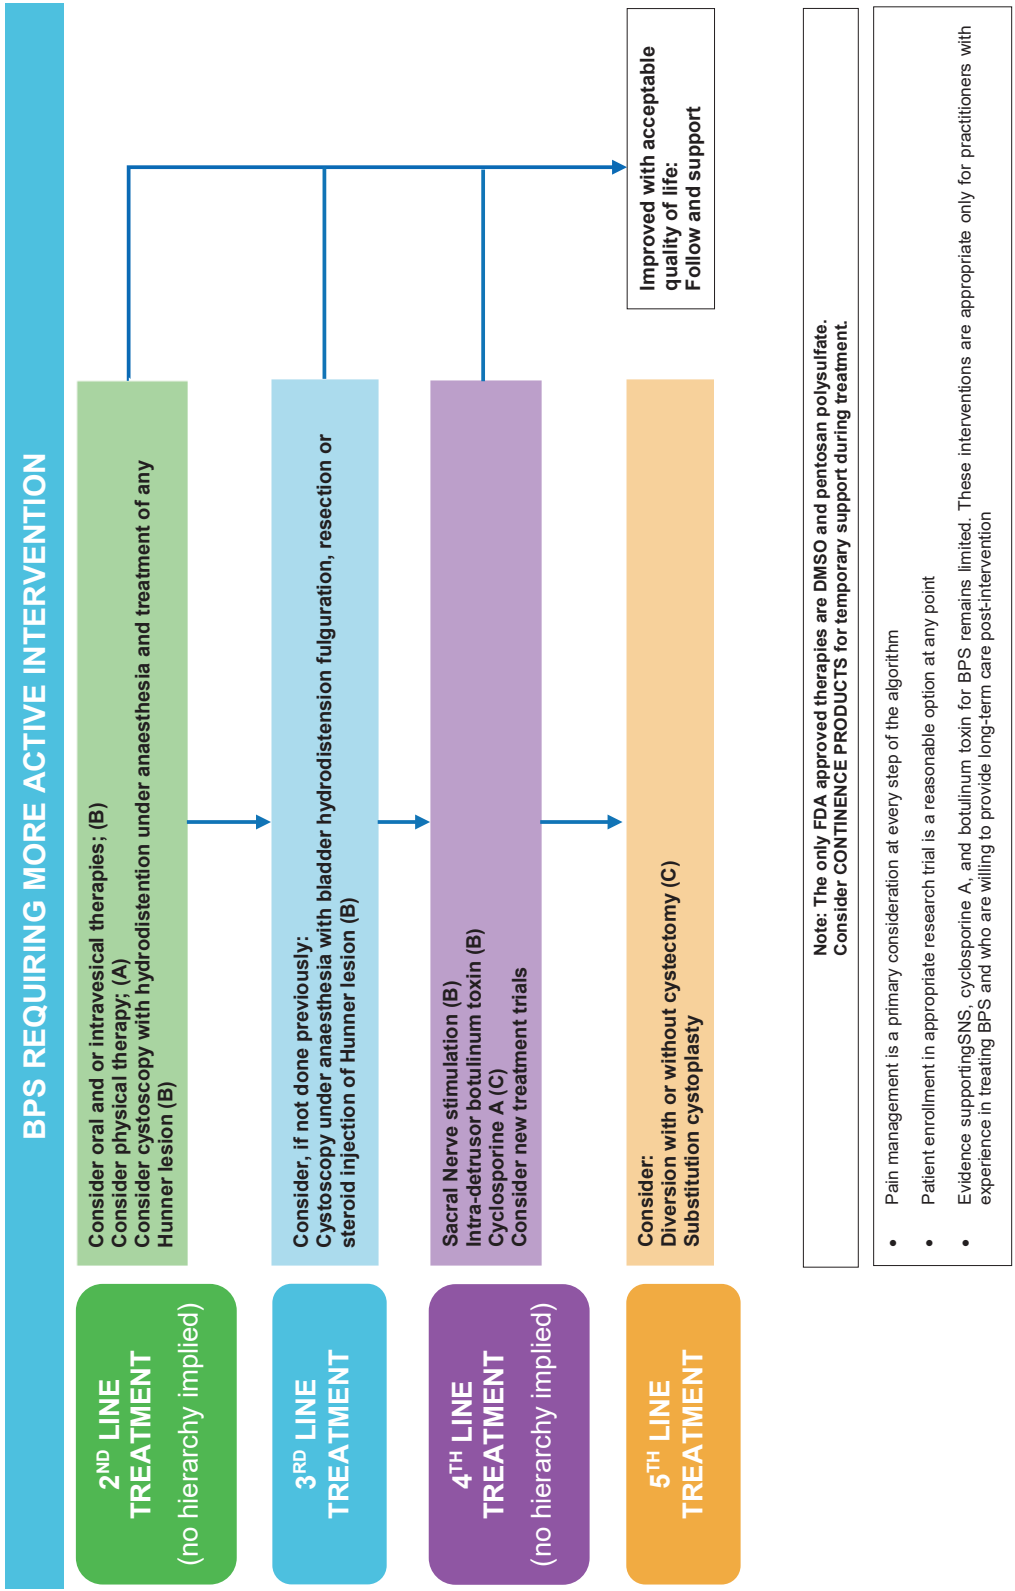 BPS REQUIRING MORE ACTIVE INTERVENTION
2ND LINE
TREATMENT
(no hierarchy implied)
Consider oral and or intravesical therapies; (B)
Consider physical therapy; (A)
Consider cystoscopy with hydrodistention under anaesthesia and treatment of any
Hunner lesion (B)
3RD LINE
TREATMENT
Consider, if not done previously:
Cystoscopy under anaesthesia with bladder hydrodistension fulguration, resection or
steroid injection of Hunner lesion (B)
4TH LINE
TREATMENT
(no hierarchy implied)
Sacral Nerve stimulation (B)
Intra-detrusor botulinum toxin (B)
Cyclosporine A (C)
Consider new treatment trials
5TH LINE
TREATMENT
Consider:
Diversion with or without cystectomy (C)
Substitution cystoplasty
Improved with acceptable
quality of life:
Follow and support
Note: The only FDA approved therapies are DMSO and pentosan polysulfate.
Consider CONTINENCE PRODUCTS for temporary support during treatment.
• Pain management is a primary consideration at every step of the algorithm
• Patient enrollment in appropriate research trial is a reasonable option at any point
• Evidence supportingSNS, cyclosporine A, and botulinum toxin for BPS remains limited. These interventions are appropriate only for practitioners with
experience in treating BPS and who are willing to provide long-term care post-intervention